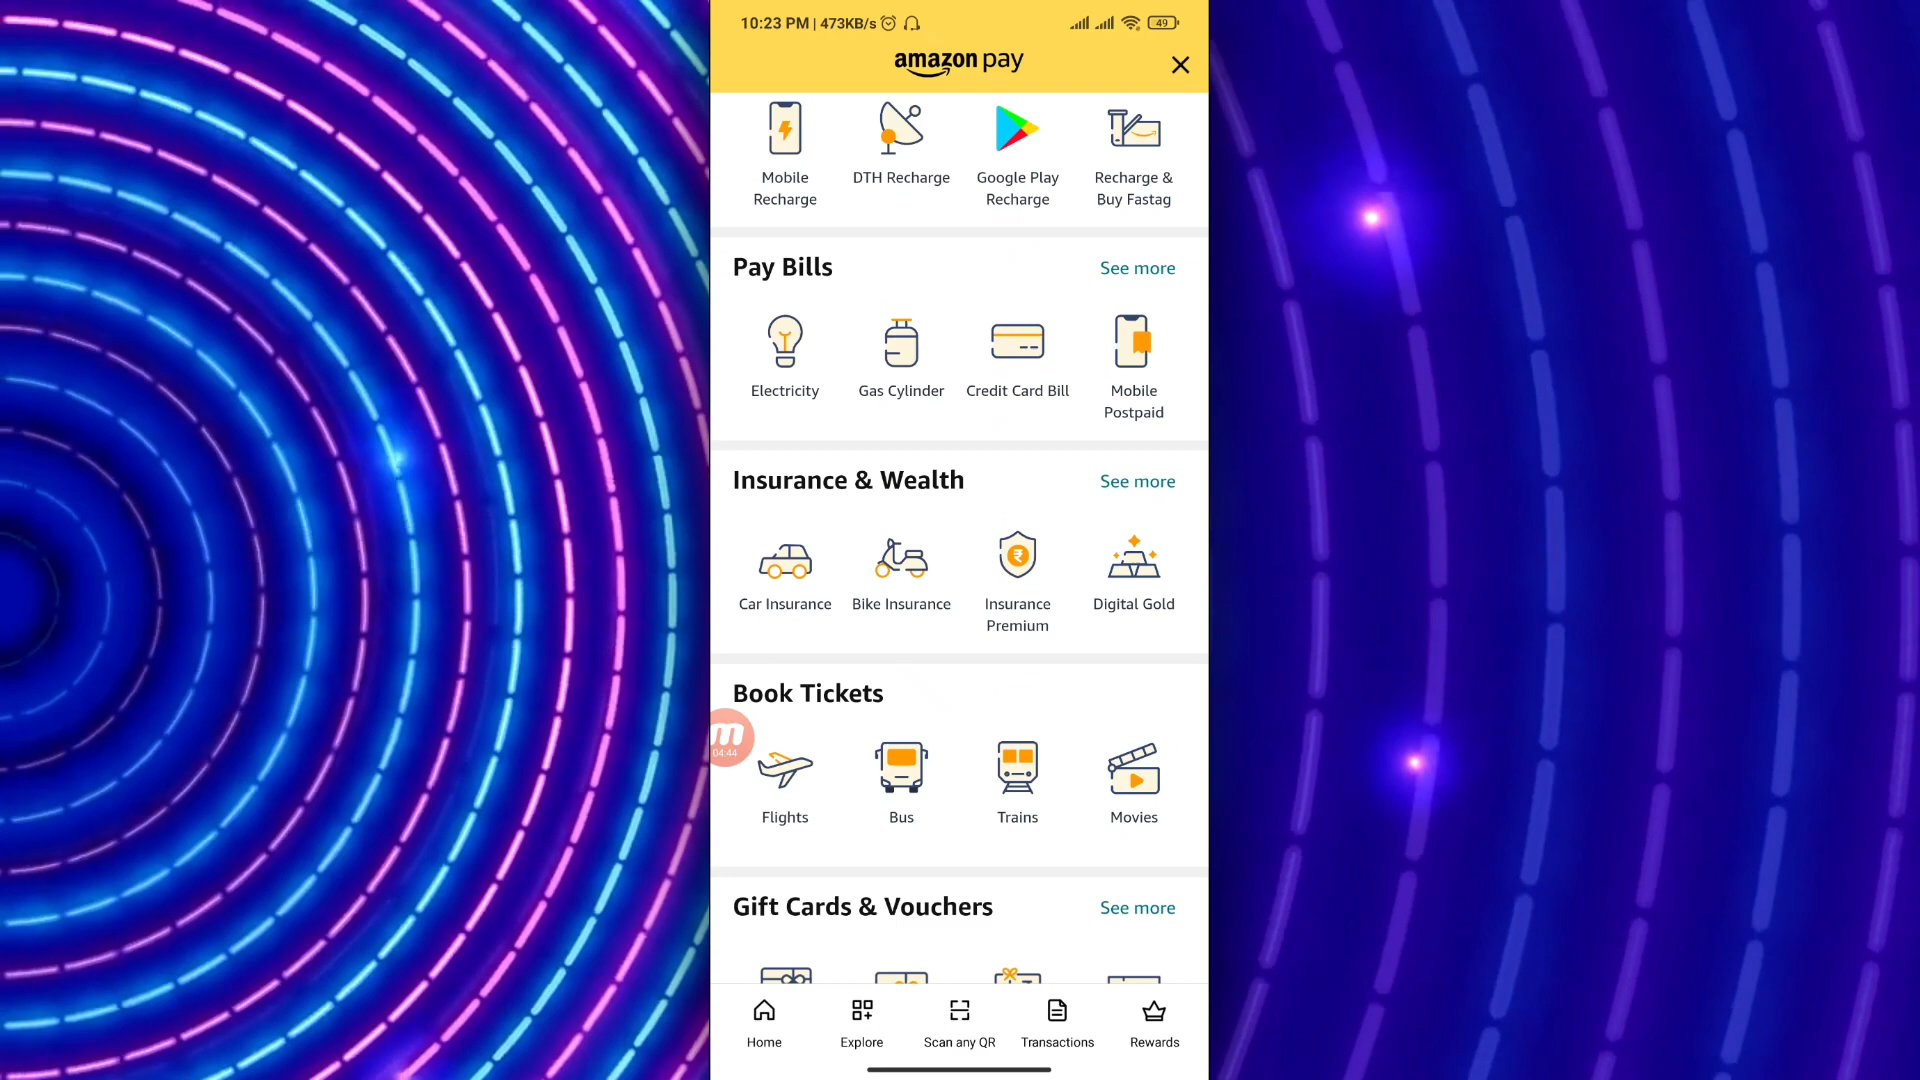 10:23 PM | 473KB/s
49
amazon pay
Mobile Recharge
DTH Recharge
Google Play Recharge
Recharge & Buy Fastag
Pay Bills
See more
Electricity
Gas Cylinder
Credit Card Bill
Mobile Postpaid
Insurance & Wealth
See more
Car Insurance
Bike Insurance
Insurance Premium
Digital Gold
Book Tickets
04:44
Flights
Bus
Trains
Movies
Gift Cards & Vouchers
See more
Home
Explore
Scan any QR
Transactions
Rewards